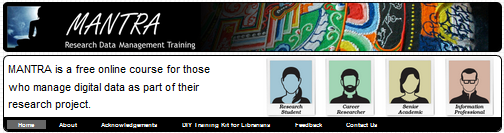 MANTRA
Research Data Management Training
MANTRA is a free online course for those
who manage digital data as part of their
research project.
Research Student
Career Researcher
Senior Academic
Information Professional
Home About Acknowledgements DIY Training Kit for Librarians Feedback Contact Us